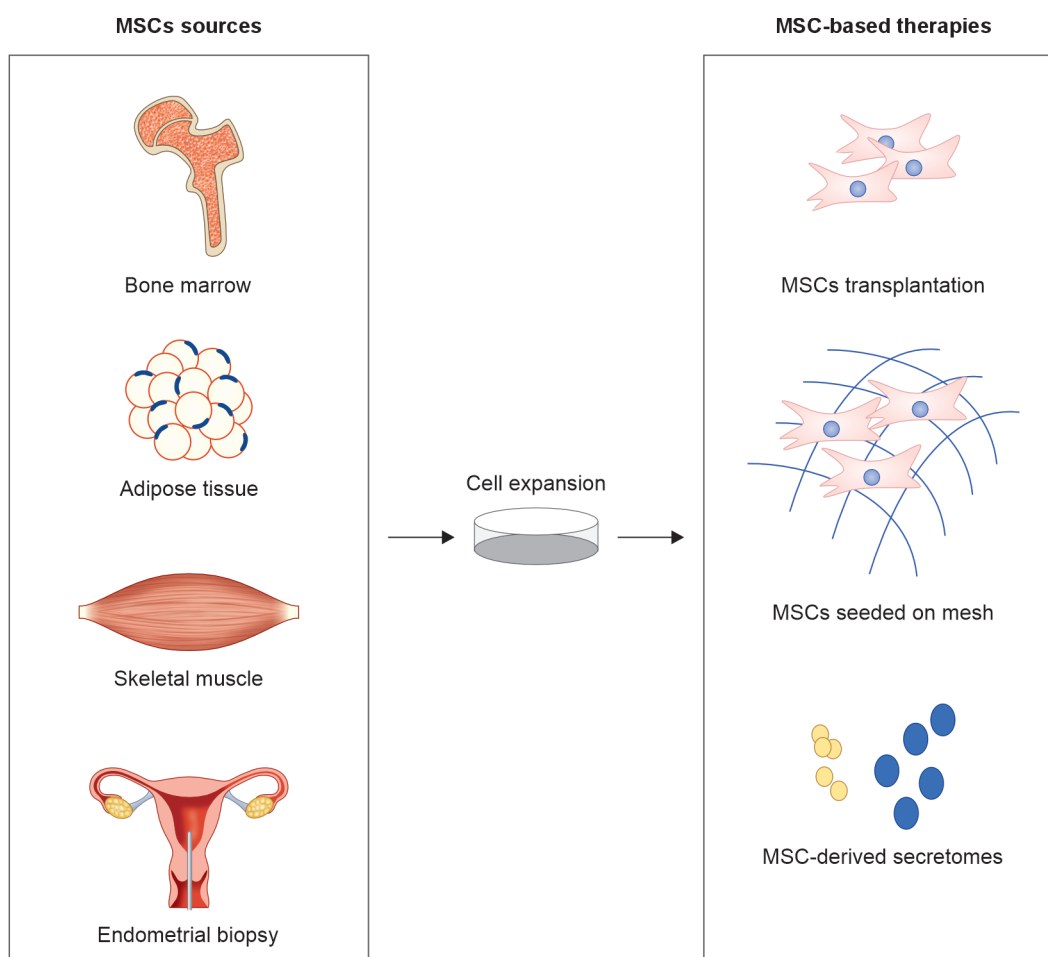 MSCs sources
Bone marrow
Adipose tissue
Skeletal muscle
Endometrial biopsy
Cell expansion
MSC-based therapies
MSCs transplantation
MSCs seeded on mesh
MSC-derived secretomes